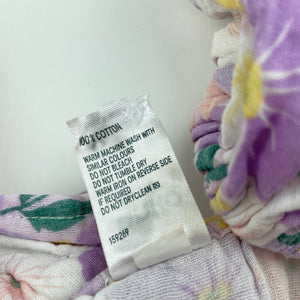 100% COTTON
WARM MACHINE WASH WITH
SIMILAR COLOURS
DO NOT BLEACH
DO NOT TUMBLE DRY
WARM IRON ON REVERSE SIDE
IF REQUIRED
DO NOT DRYCLEAN
159269